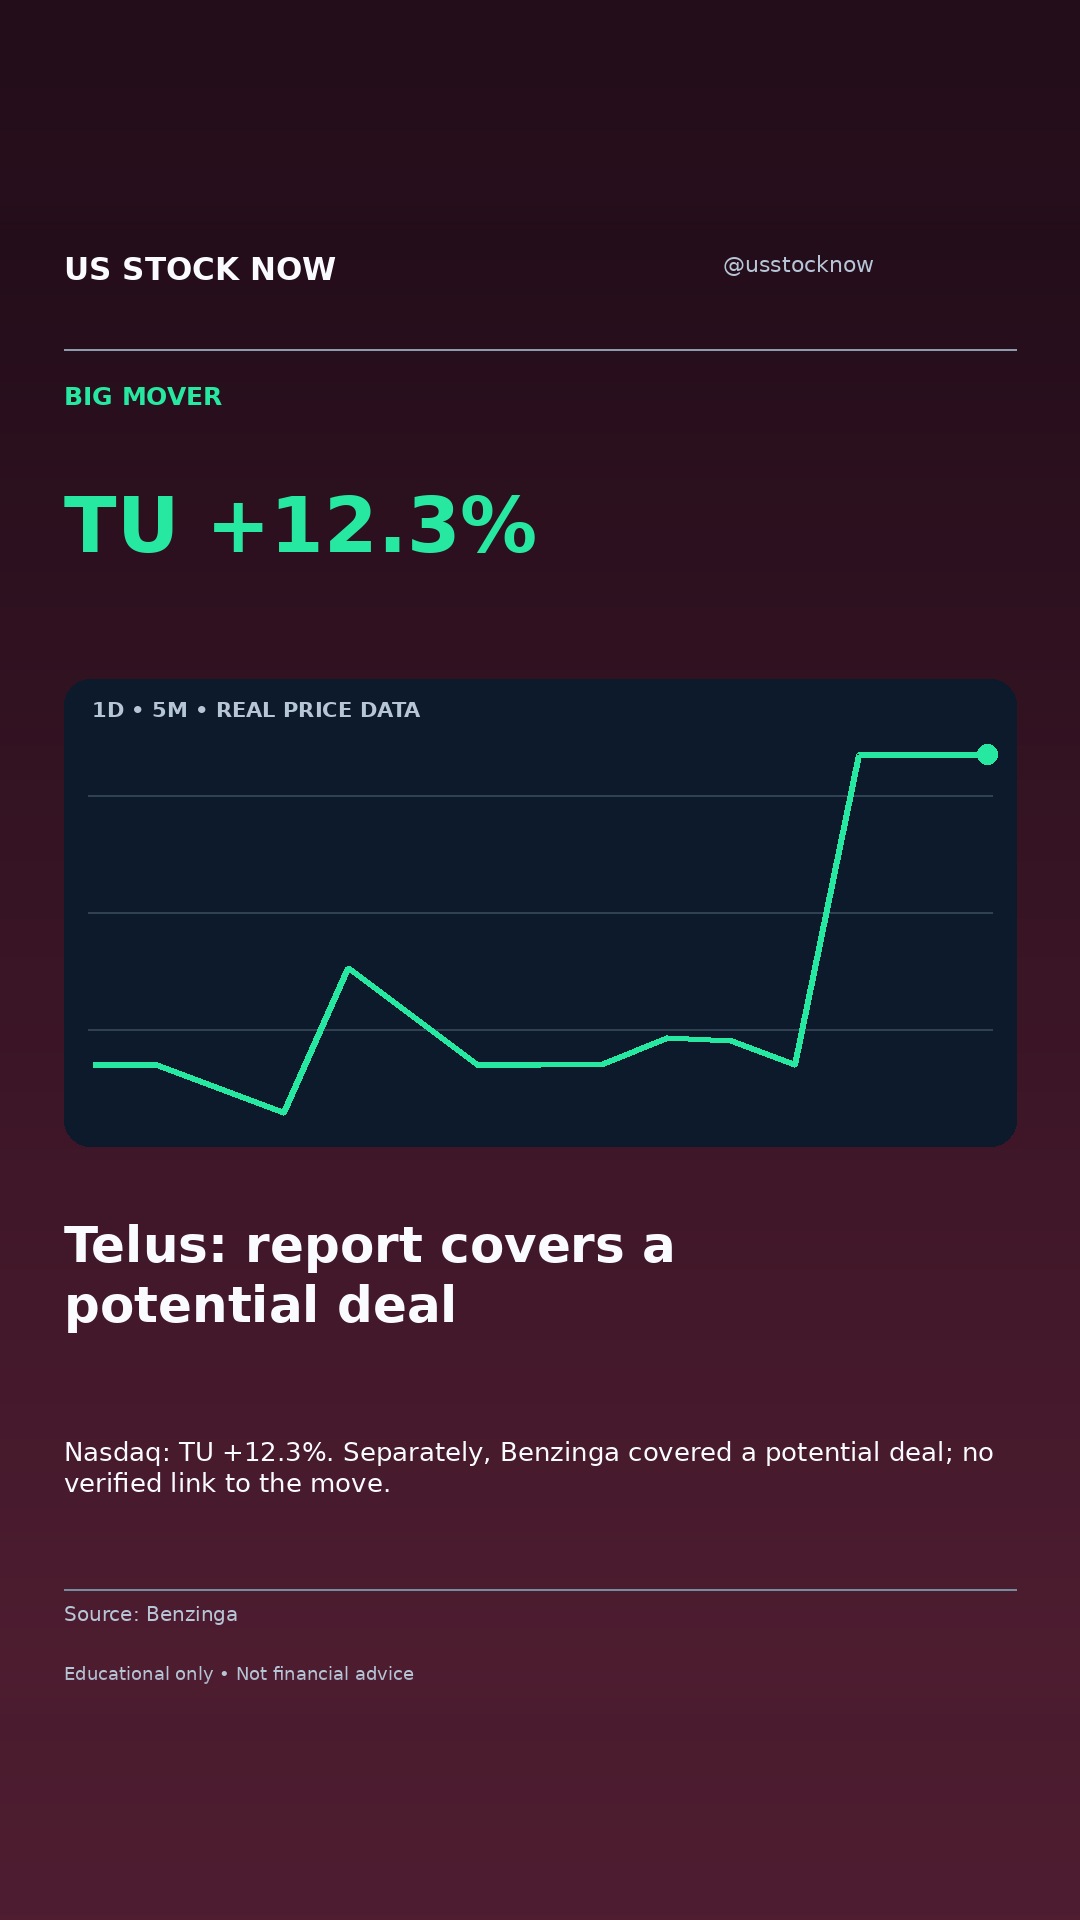 US STOCK NOW
@usstocknow
BIG MOVER
TU +12.3%
1D • 5M • REAL PRICE DATA
Telus: report covers a
potential deal
Nasdaq: TU +12.3%. Separately, Benzinga covered a potential deal; no
verified link to the move.
Source: Benzinga
Educational only • Not financial advice